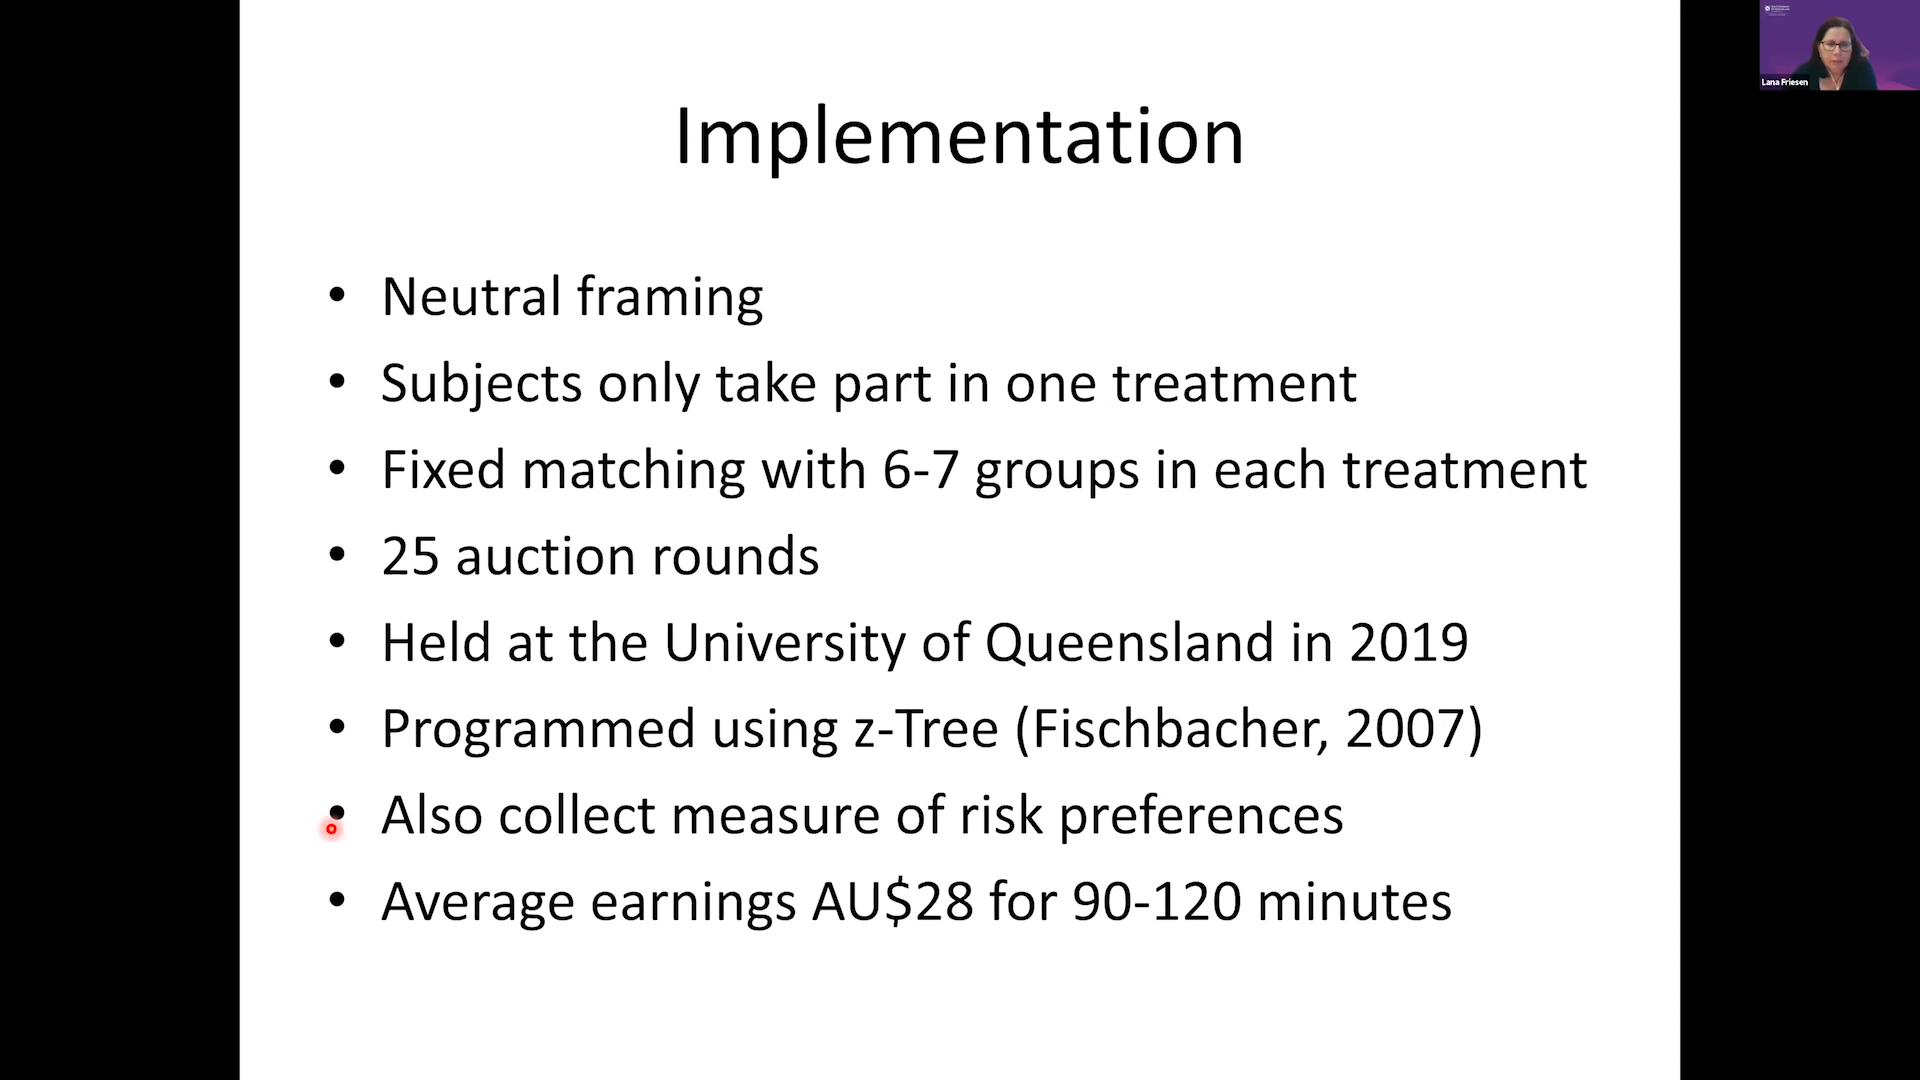 Implementation
• Neutral framing
• Subjects only take part in one treatment
• Fixed matching with 6-7 groups in each treatment
• 25 auction rounds
• Held at the University of Queensland in 2019
• Programmed using z-Tree (Fischbacher, 2007)
• Also collect measure of risk preferences
• Average earnings AU$28 for 90-120 minutes
Lana Friesen